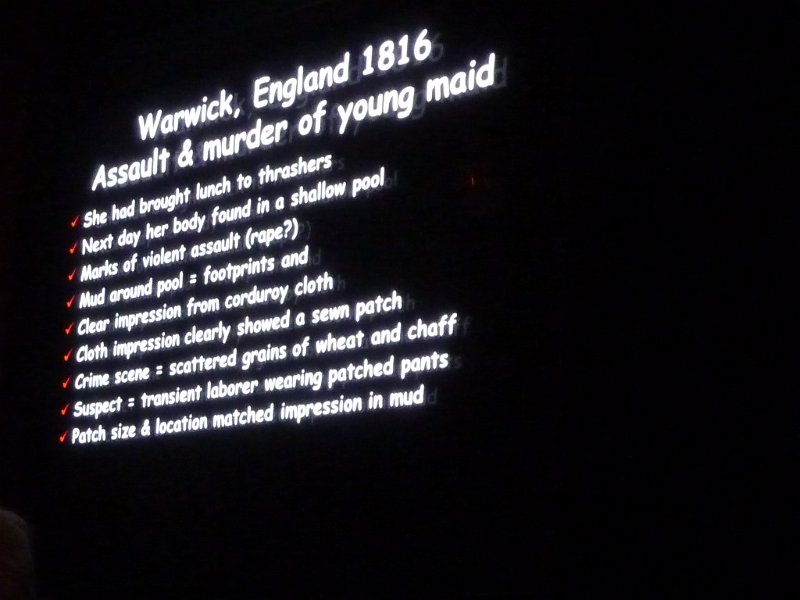 Warwick, England 1816
Assault & murder of young maid
✓ She had brought lunch to thrashers
✓ Next day her body found in a shallow pool
✓ Marks of violent assault (rape?)
✓ Mud around pool = footprints and
✓ Clear impression from corduroy cloth
✓ Cloth impression clearly showed a sewn patch
✓ Crime scene = scattered grains of wheat and chaff
✓ Suspect = transient laborer wearing patched pants
✓ Patch size & location matched impression in mud